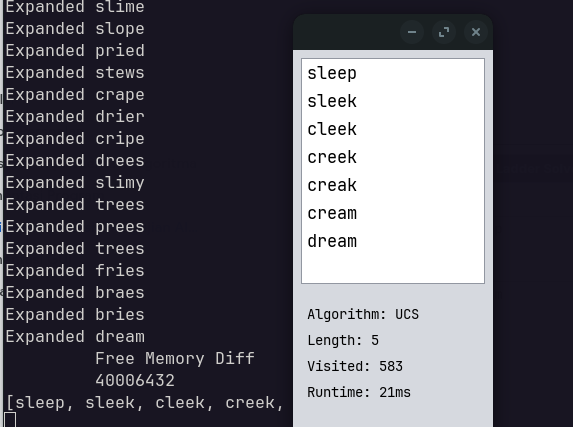 Expanded slime
Expanded slope
Expanded pried
Expanded stews
Expanded crape
Expanded drier
Expanded cripe
Expanded drees
Expanded slimy
Expanded trees
Expanded prees
Expanded trees
Expanded fries
Expanded braes
Expanded bries
Expanded dream
Free Memory Diff
40006432
[sleep, sleek, cleek, creek,
sleep
sleek
cleek
creek
creak
cream
dream
Algorithm: UCS
Length: 5
Visited: 583
Runtime: 21ms